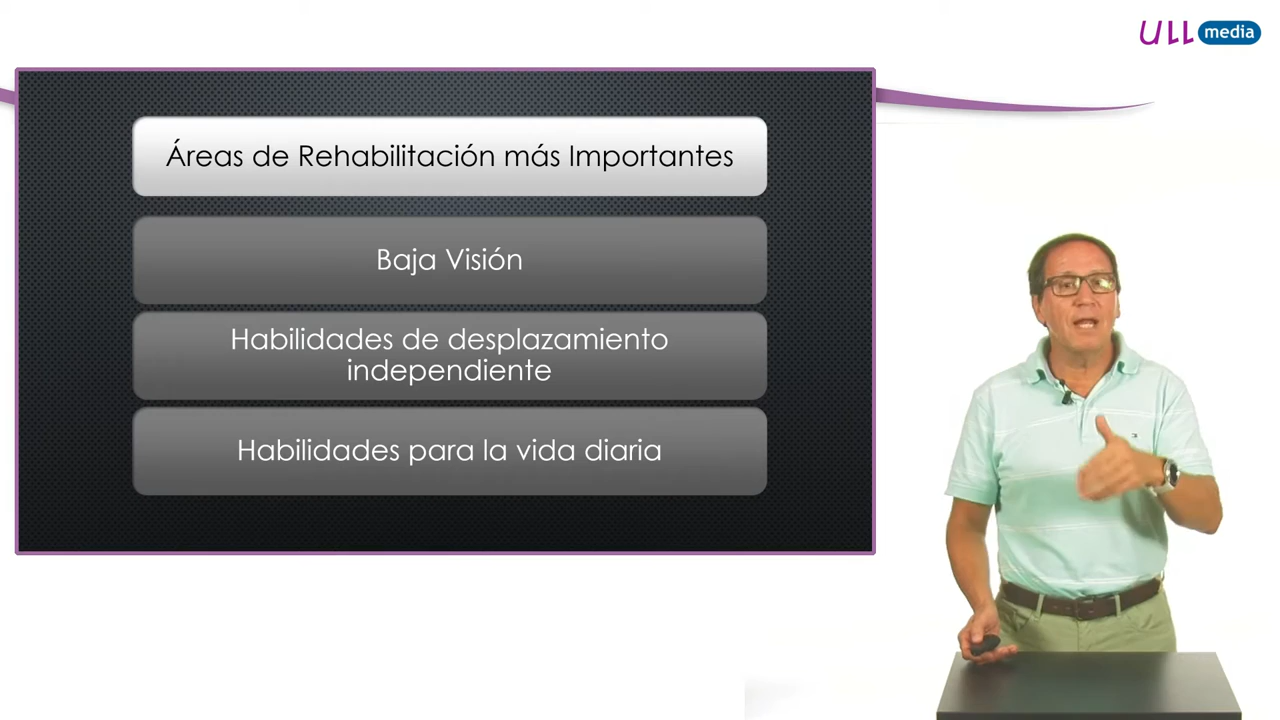 ULL media
Áreas de Rehabilitación más Importantes
Baja Visión
Habilidades de desplazamiento
independiente
Habilidades para la vida diaria